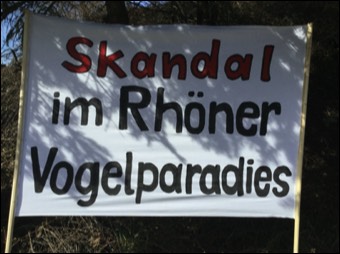 Skandal
im Rhöner
Vogelparadies